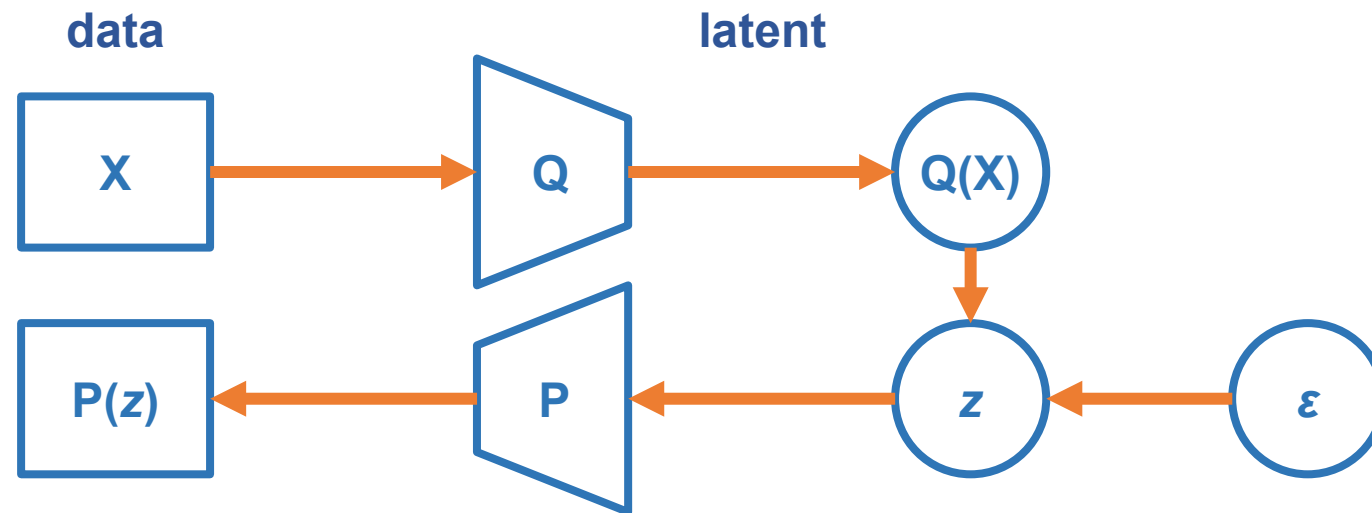 data latent
X Q Q(X)
P(z) P z ε